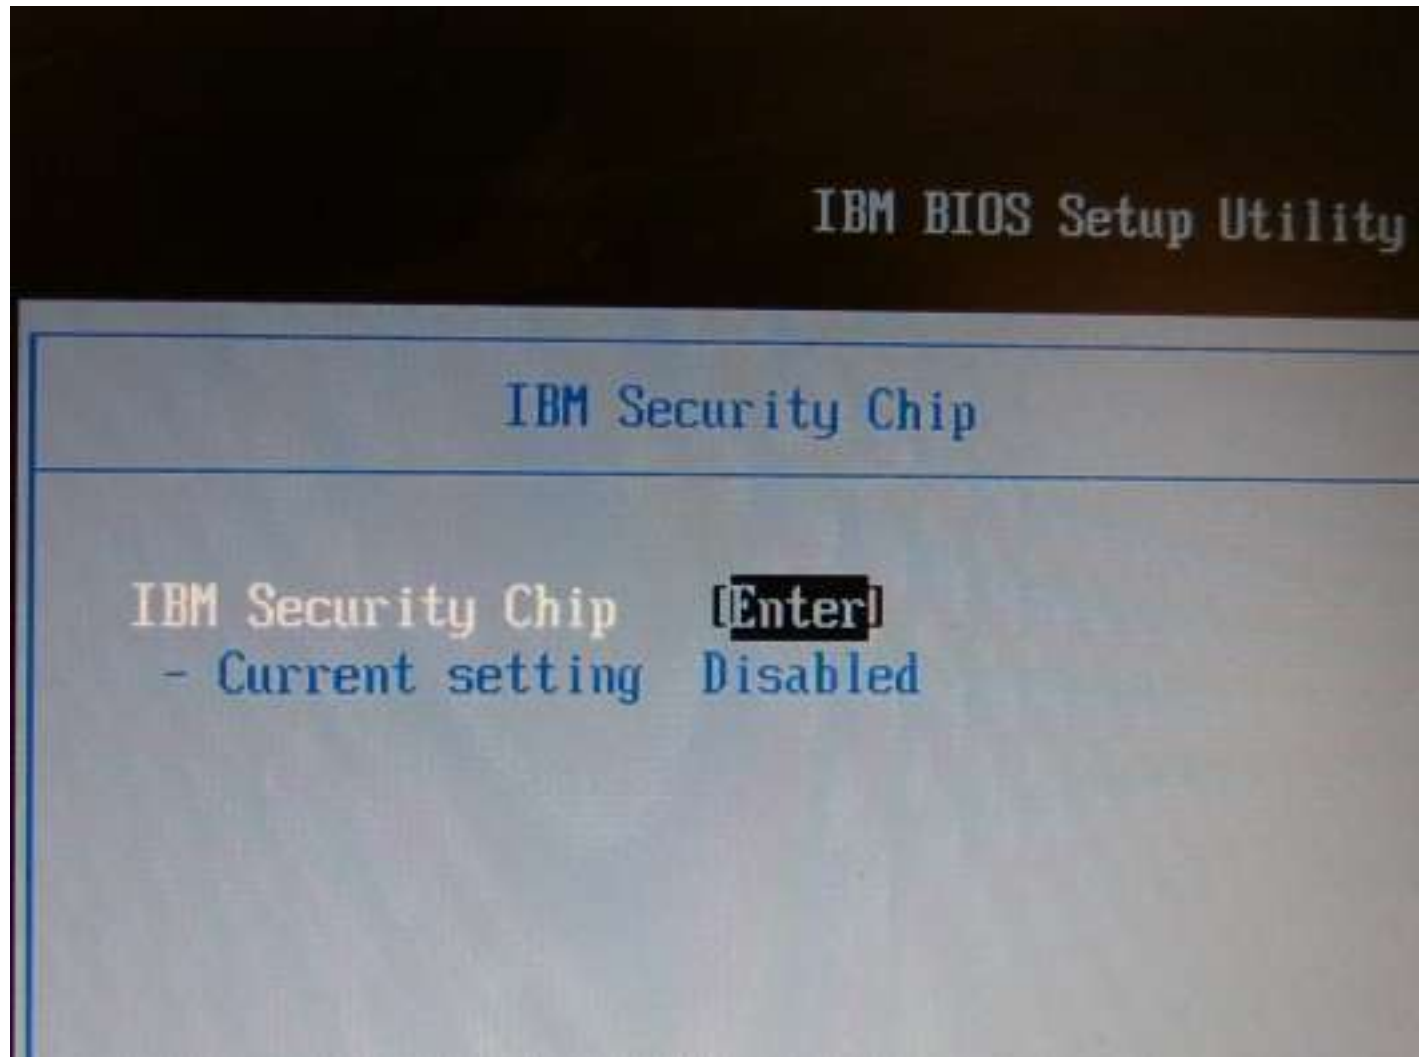 IBM BIOS Setup Utility
IBM Security Chip
IBM Security Chip [Enter]
- Current setting Disabled